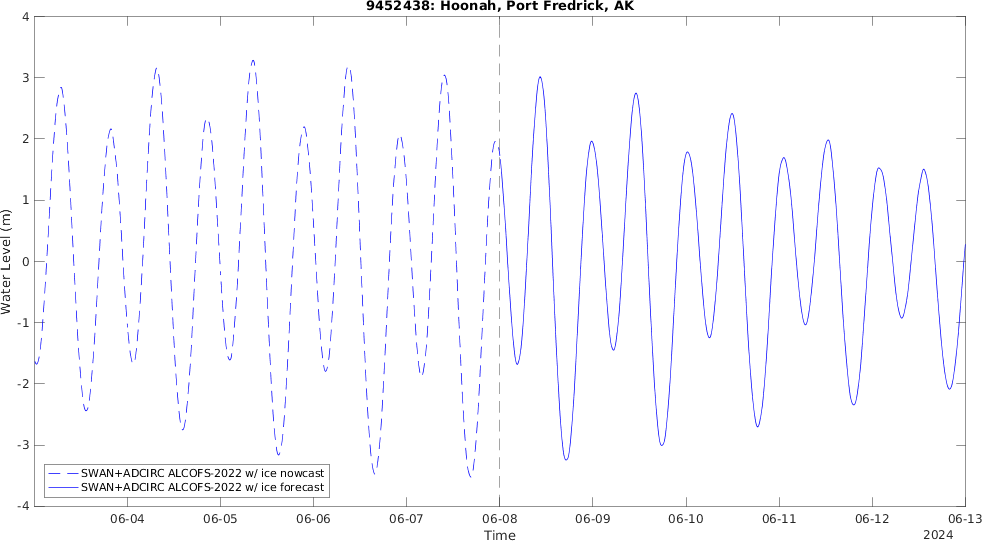 9452438: Hoonah, Port Fredrick, AK
Water Level (m)
4
3
2
1
0
-1
-2
-3
-4
SWAN+ADCIRC ALCOFS-2022 w/ ice nowcast
SWAN+ADCIRC ALCOFS-2022 w/ ice forecast
06-04 06-05 06-06 06-07 06-08 06-09 06-10 06-11 06-12 06-13
Time
2024